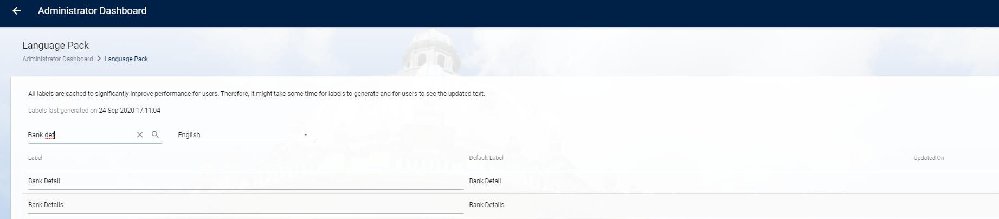 Administrator Dashboard
Language Pack
Administrator Dashboard > Language Pack
All labels are cached to significantly improve performance for users. Therefore, it might take some time for labels to generate and for users to see the updated text.
Labels last generated on 24-Sep-2020 17:11:04
Bank det English
Label Default Label Updated On
Bank Detail Bank Detail
Bank Details Bank Details